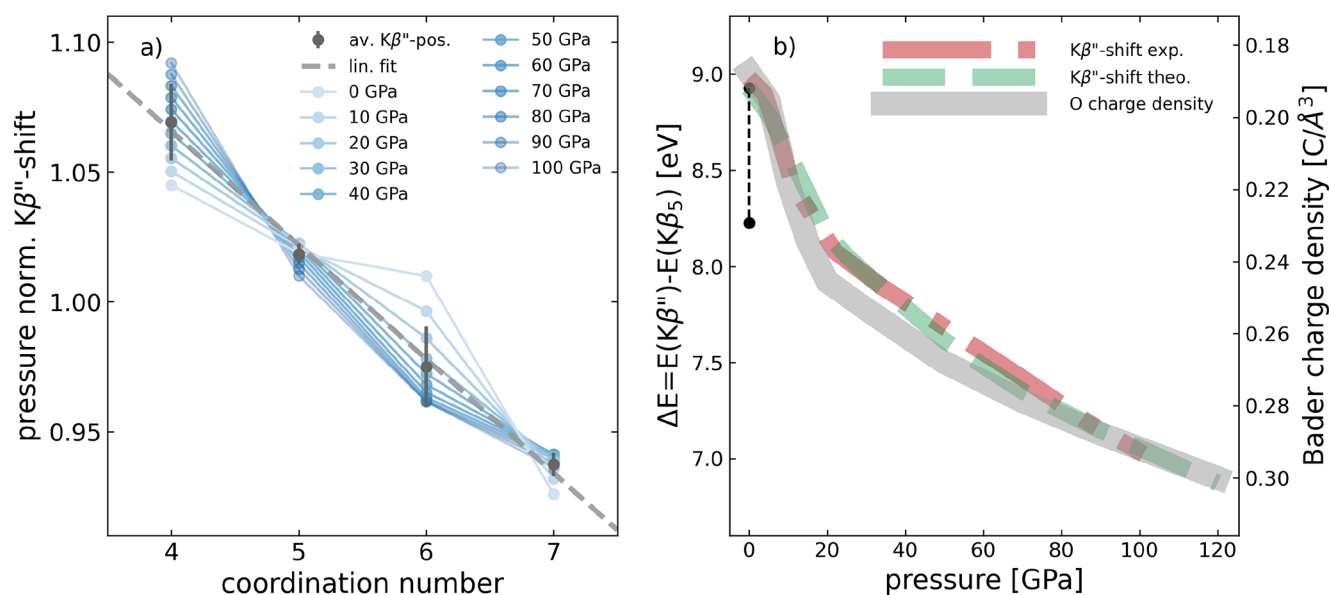 a)
pressure norm. Kβ"-shift
1.10
1.05
1.00
0.95
4 5 6 7
coordination number
av. Kβ"-pos.
lin. fit
0 GPa
10 GPa
20 GPa
30 GPa
40 GPa
50 GPa
60 GPa
70 GPa
80 GPa
90 GPa
100 GPa
b)
ΔE=E(Kβ")-E(Kβ₅) [eV]
9.0
8.5
8.0
7.5
7.0
0 20 40 60 80 100 120
pressure [GPa]
Kβ"-shift exp.
Kβ"-shift theo.
O charge density
0.18
0.20
0.22
0.24
0.26
0.28
0.30
Bader charge density [C/Å³]